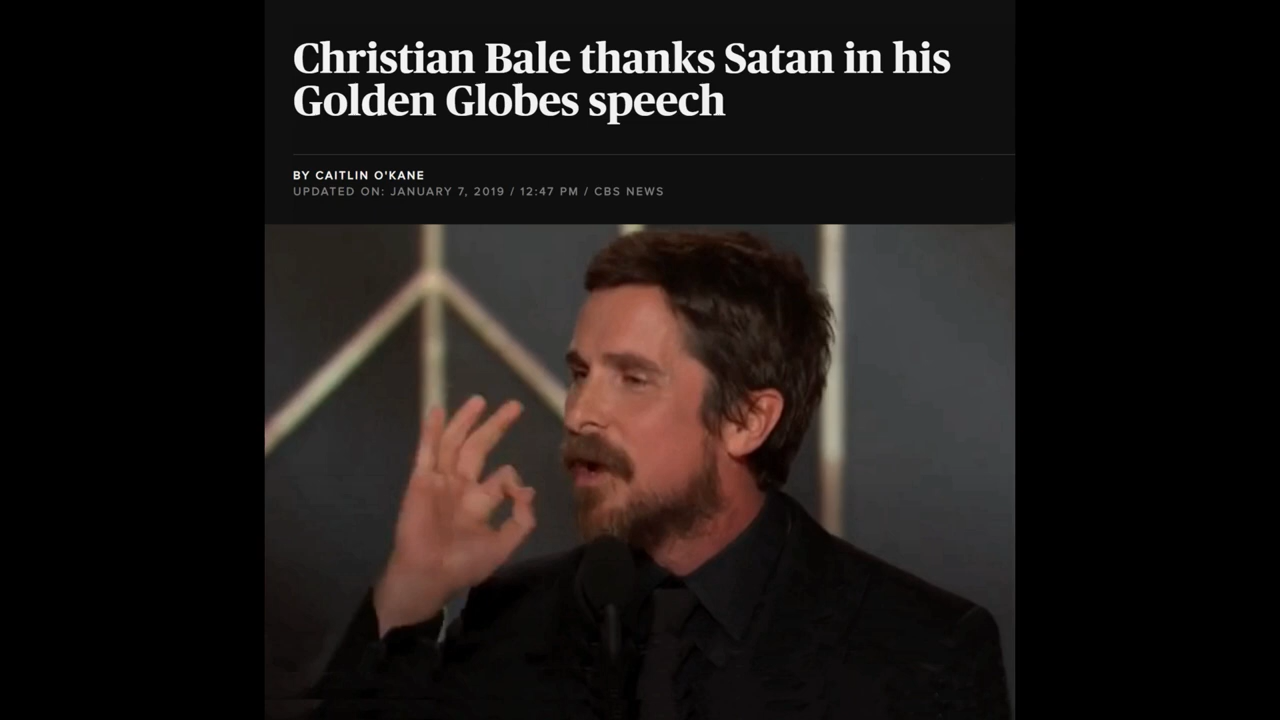 Christian Bale thanks Satan in his
Golden Globes speech
BY CAITLIN O'KANE
UPDATED ON: JANUARY 7, 2019 / 12:47 PM / CBS NEWS